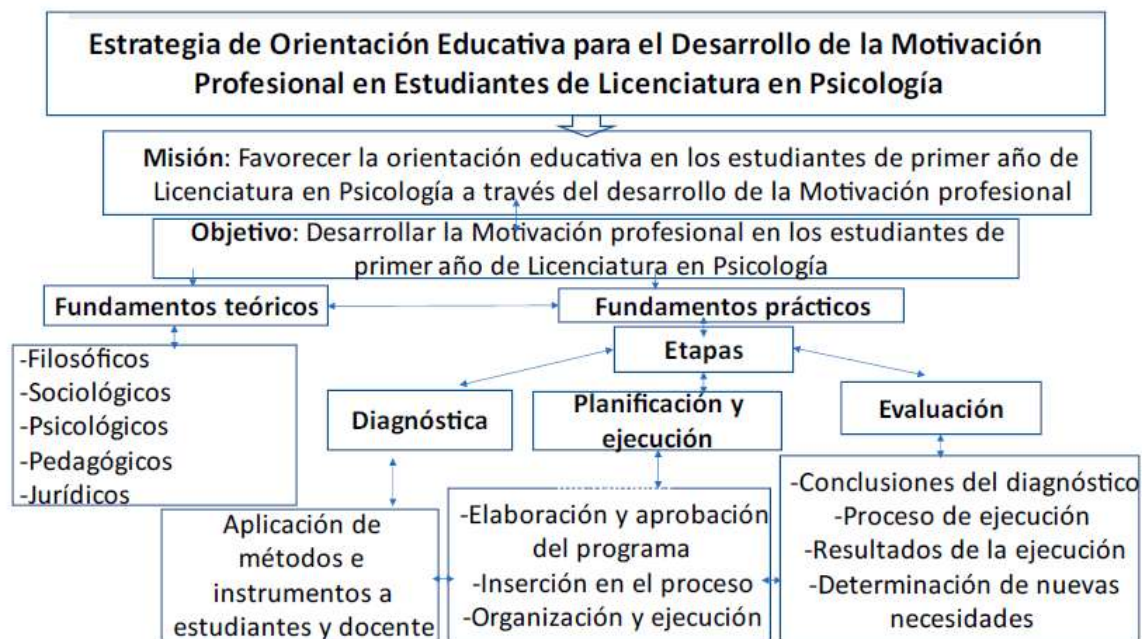 Estrategia de Orientación Educativa para el Desarrollo de la Motivación
Profesional en Estudiantes de Licenciatura en Psicología
Misión: Favorecer la orientación educativa en los estudiantes de primer año de
Licenciatura en Psicología a través del desarrollo de la Motivación profesional
Objetivo: Desarrollar la Motivación profesional en los estudiantes de
primer año de Licenciatura en Psicología
Fundamentos teóricos
Fundamentos prácticos
-Filosóficos
-Sociológicos
-Psicológicos
-Pedagógicos
-Jurídicos
Etapas
Diagnóstica
Planificación y
ejecución
Evaluación
Aplicación de
métodos e
instrumentos a
estudiantes y docente
-Elaboración y aprobación
del programa
-Inserción en el proceso
-Organización y ejecución
-Conclusiones del diagnóstico
-Proceso de ejecución
-Resultados de la ejecución
-Determinación de nuevas
necesidades